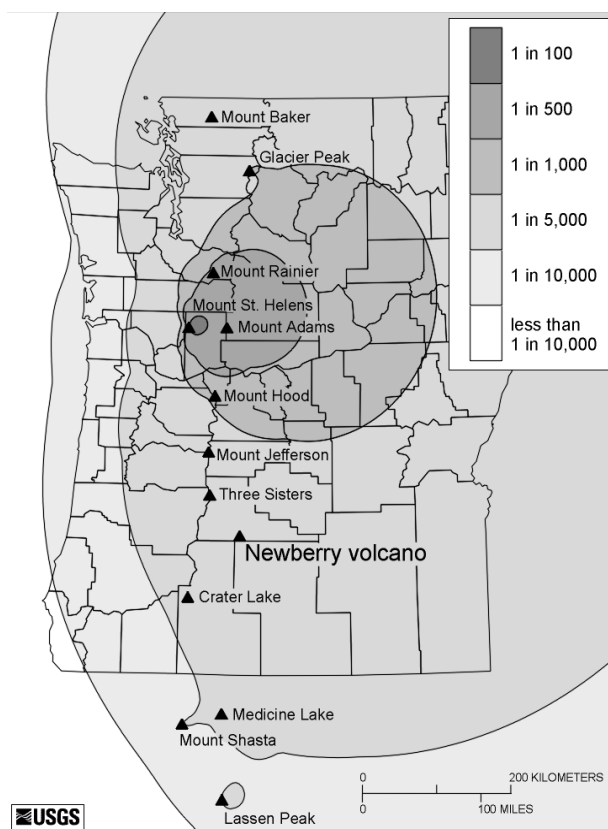 1 in 100
1 in 500
1 in 1,000
1 in 5,000
1 in 10,000
less than
1 in 10,000
Mount Baker
Glacier Peak
Mount Rainier
Mount St. Helens
Mount Adams
Mount Hood
Mount Jefferson
Three Sisters
Newberry volcano
Crater Lake
Medicine Lake
Mount Shasta
Lassen Peak
0 200 KILOMETERS
0 100 MILES
USGS